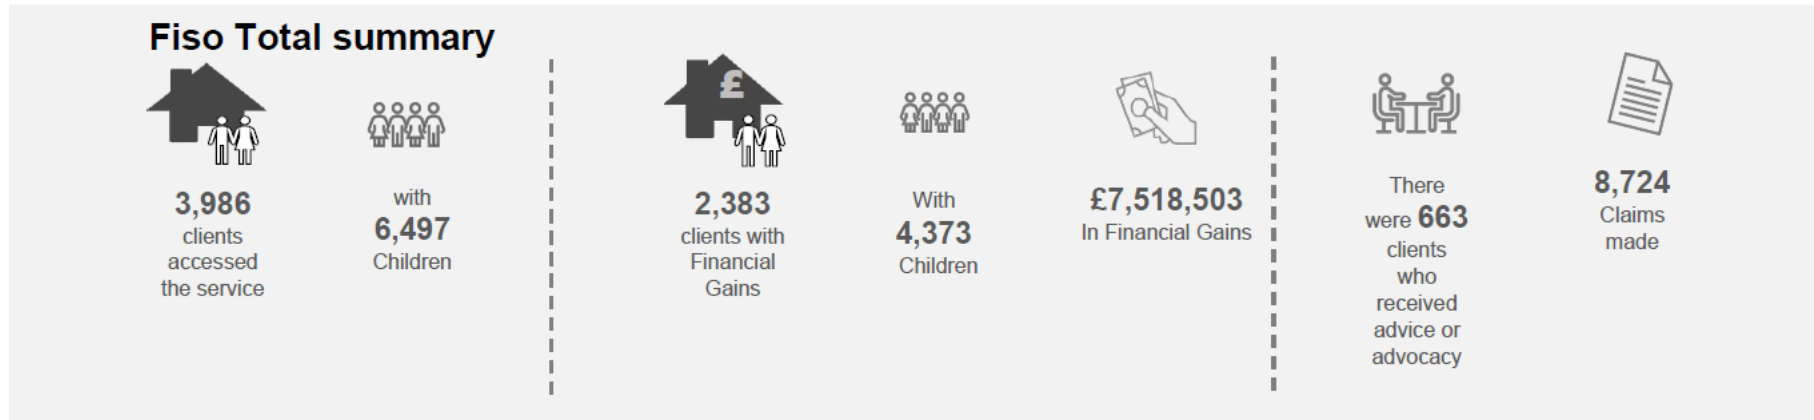 Fiso Total summary
3,986
clients
accessed
the service
with
6,497
Children
£
2,383
clients with
Financial
Gains
With
4,373
Children
£7,518,503
In Financial Gains
There
were 663
clients
who
received
advice or
advocacy
8,724
Claims
made